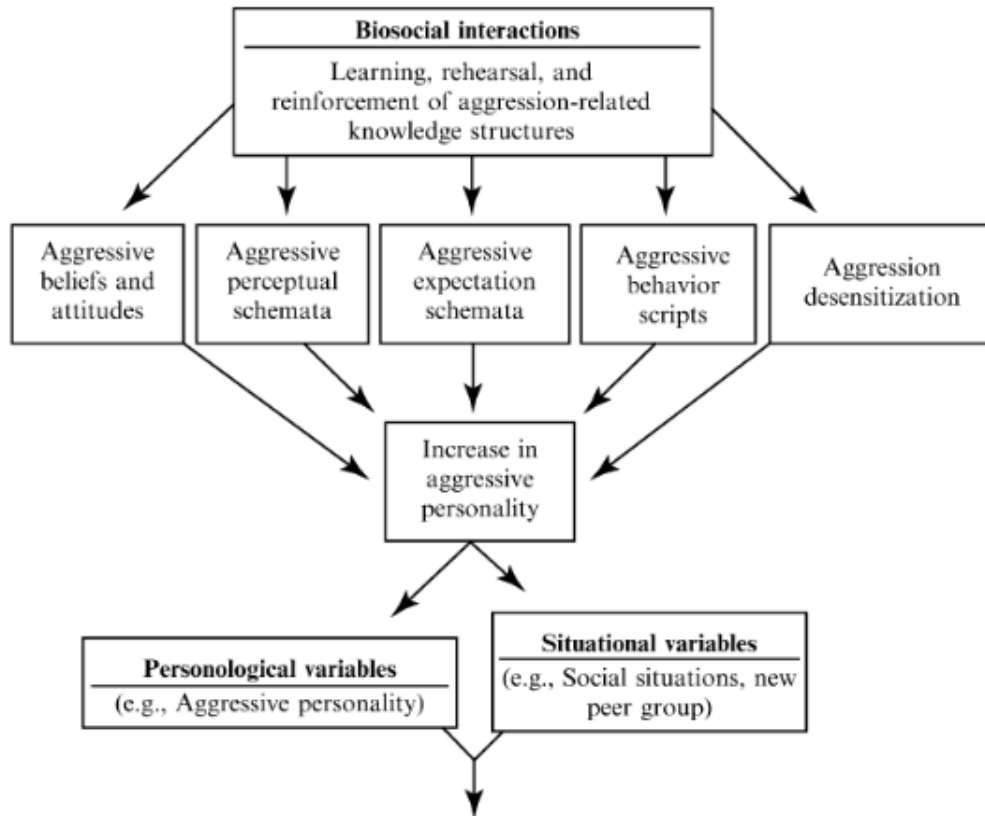 Biosocial interactions
Learning, rehearsal, and
reinforcement of aggression-related
knowledge structures
Aggressive
beliefs and
attitudes
Aggressive
perceptual
schemata
Aggressive
expectation
schemata
Aggressive
behavior
scripts
Aggression
desensitization
Increase in
aggressive
personality
Personological variables
(e.g., Aggressive personality)
Situational variables
(e.g., Social situations, new
peer group)